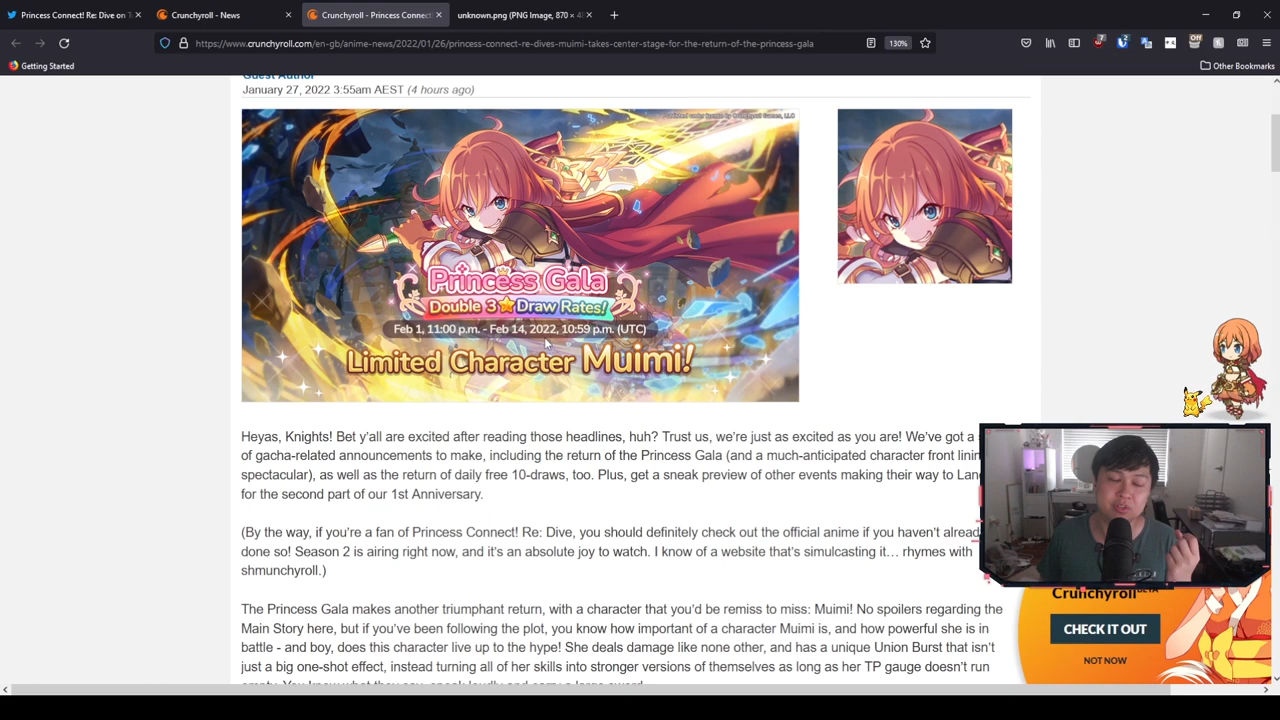 Princess Connect! Re: Dive on T
Crunchyroll - News
Crunchyroll - Princess Connect!
unknown.png (PNG Image, 870 × 4
https://www.crunchyroll.com/en-gb/anime-news/2022/01/26/princess-connect-re-dives-muimi-takes-center-stage-for-the-return-of-the-princess-gala
130%
Getting Started
Other Bookmarks
Guest Author
January 27, 2022 3:55am AEST (4 hours ago)
Princess Gala
Double 3 Draw Rates!
Feb 1, 11:00 p.m. - Feb 14, 2022, 10:59 p.m. (UTC)
Limited Character Muimi!
Heyas, Knights! Bet y'all are excited after reading those headlines, huh? Trust us, we're just as excited as you are! We've got a
of gacha-related announcements to make, including the return of the Princess Gala (and a much-anticipated character front linin
spectacular), as well as the return of daily free 10-draws, too. Plus, get a sneak preview of other events making their way to Lan
for the second part of our 1st Anniversary.
(By the way, if you're a fan of Princess Connect! Re: Dive, you should definitely check out the official anime if you haven't alread
done so! Season 2 is airing right now, and it's an absolute joy to watch. I know of a website that's simulcasting it… rhymes with
shmunchyroll.)
The Princess Gala makes another triumphant return, with a character that you'd be remiss to miss: Muimi! No spoilers regarding the
Main Story here, but if you've been following the plot, you know how important of a character Muimi is, and how powerful she is in
battle - and boy, does this character live up to the hype! She deals damage like none other, and has a unique Union Burst that isn't
just a big one-shot effect, instead turning all of her skills into stronger versions of themselves as long as her TP gauge doesn't run
Crunchyroll BETA
CHECK IT OUT
NOT NOW